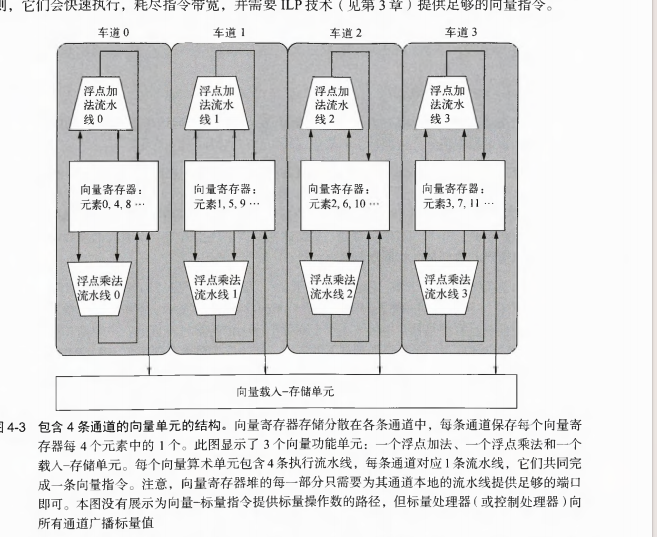 则，它们会快速执行，耗尽指令带宽，并需要 ILP 技术（见第 3 章）提供足够的向量指令。
车道 0 车道 1 车道 2 车道 3
浮点加
法流水
线 0
浮点加
法流水
线 1
浮点加
法流水
线 2
浮点加
法流水
线 3
向量寄存器：
元素0, 4, 8 …
向量寄存器：
元素1, 5, 9 …
向量寄存器：
元素2, 6, 10 …
向量寄存器：
元素3, 7, 11 …
浮点乘法
流水线 0
浮点乘法
流水线 1
浮点乘法
流水线 2
浮点乘法
流水线 3
向量载入–存储单元
图 4-3 包含 4 条通道的向量单元的结构。向量寄存器存储分散在各条通道中，每条通道保存每个向量寄
存器每 4 个元素中的 1 个。此图显示了 3 个向量功能单元：一个浮点加法、一个浮点乘法和一个
载入–存储单元。每个向量算术单元包含 4 条执行流水线，每条通道对应 1 条流水线，它们共同完
成一条向量指令。注意，向量寄存器堆的每一部分只需要为其通道本地的流水线提供足够的端口
即可。本图没有展示为向量–标量指令提供标量操作数的路径，但标量处理器（或控制处理器）向
所有通道广播标量值